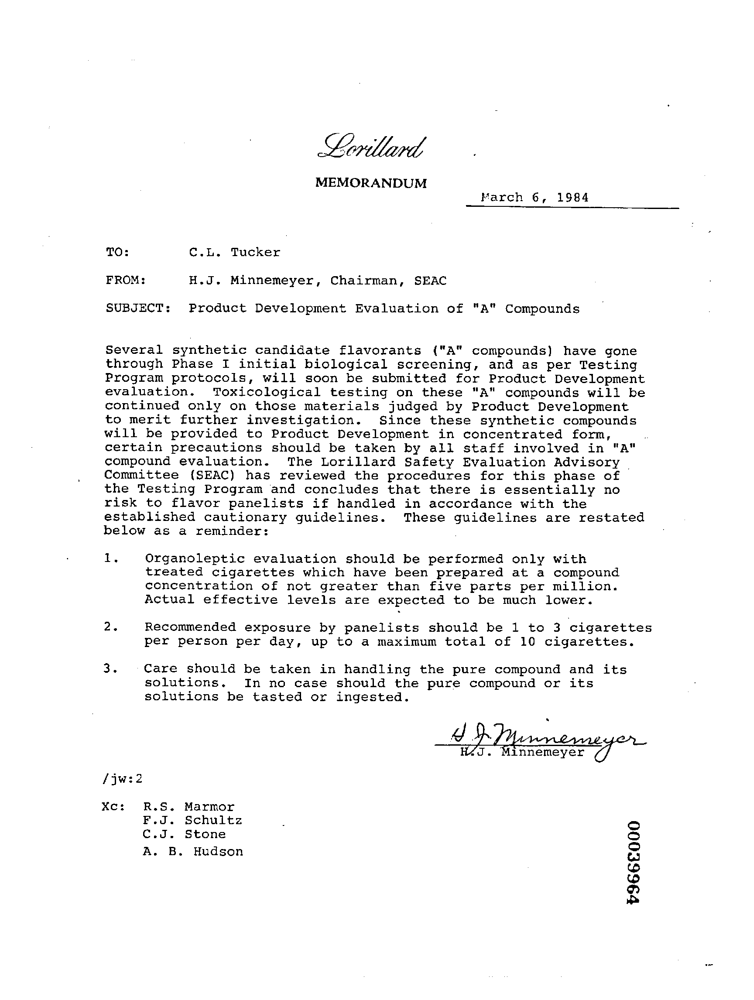 Lorillard
MEMORANDUM
March 6, 1984
TO: C.L. Tucker
FROM: H.J. Minnemeyer, Chairman, SEAC
SUBJECT: Product Development Evaluation of "A" Compounds
Several synthetic candidate flavorants ("A" compounds) have gone
through Phase I initial biological screening, and as per Testing
Program protocols, will soon be submitted for Product Development
evaluation. Toxicological testing on these "A" compounds will be
continued only on those materials judged by Product Development
to merit further investigation. Since these synthetic compounds
will be provided to Product Development in concentrated form,
certain precautions should be taken by all staff involved in "A"
compound evaluation. The Lorillard Safety Evaluation Advisory
Committee (SEAC) has reviewed the procedures for this phase of
the Testing Program and concludes that there is essentially no
risk to flavor panelists if handled in accordance with the
established cautionary guidelines. These guidelines are restated
below as a reminder:
1. Organoleptic evaluation should be performed only with
treated cigarettes which have been prepared at a compound
concentration of not greater than five parts per million.
Actual effective levels are expected to be much lower.
2. Recommended exposure by panelists should be 1 to 3 cigarettes
per person per day, up to a maximum total of 10 cigarettes.
3. Care should be taken in handling the pure compound and its
solutions. In no case should the pure compound or its
solutions be tasted or ingested.
H J Minnemeyer
H.J. Minnemeyer
/jw:2
Xc: R.S. Marmor
F.J. Schultz
C.J. Stone
A. B. Hudson
00039964